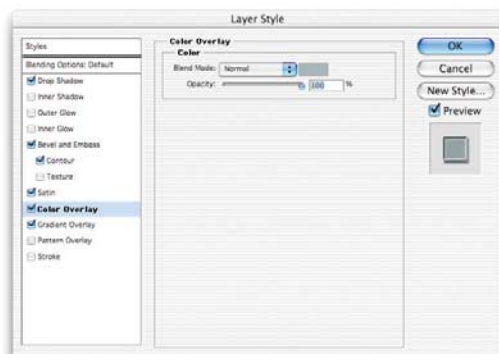 Layer Style
Styles
Blending Options: Default
Drop Shadow
Inner Shadow
Outer Glow
Inner Glow
Bevel and Emboss
Contour
Texture
Satin
Color Overlay
Gradient Overlay
Pattern Overlay
Stroke
Color Overlay
Color
Blend Mode: Normal
Opacity: 100 %
OK
Cancel
New Style...
Preview